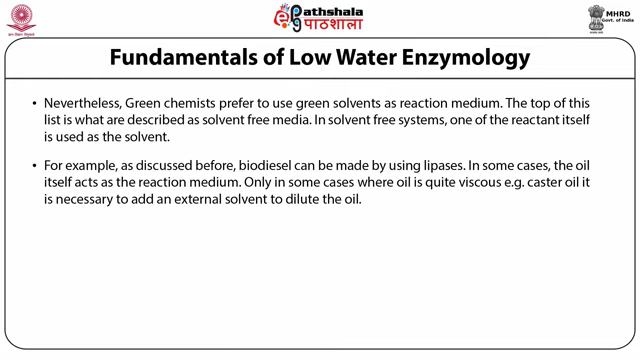 ePG Pathshala
पाठशाला
MHRD
Govt. of India
Fundamentals of Low Water Enzymology
• Nevertheless, Green chemists prefer to use green solvents as reaction medium. The top of this
list is what are described as solvent free media. In solvent free systems, one of the reactant itself
is used as the solvent.
• For example, as discussed before, biodiesel can be made by using lipases. In some cases, the oil
itself acts as the reaction medium. Only in some cases where oil is quite viscous e.g. caster oil it
is necessary to add an external solvent to dilute the oil.